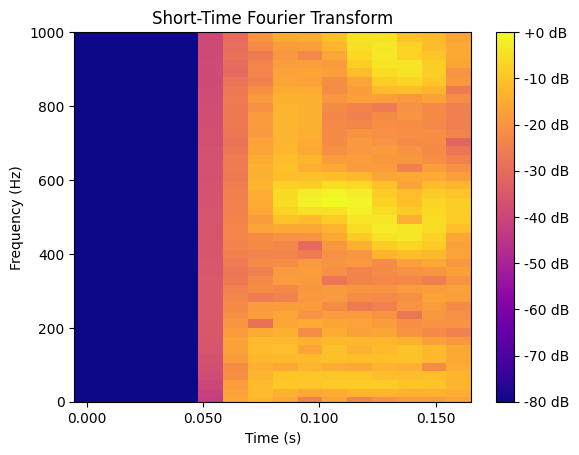 Short-Time Fourier Transform
1000
800
600
400
200
0
Frequency (Hz)
0.000
0.050
0.100
0.150
Time (s)
+0 dB
-10 dB
-20 dB
-30 dB
-40 dB
-50 dB
-60 dB
-70 dB
-80 dB